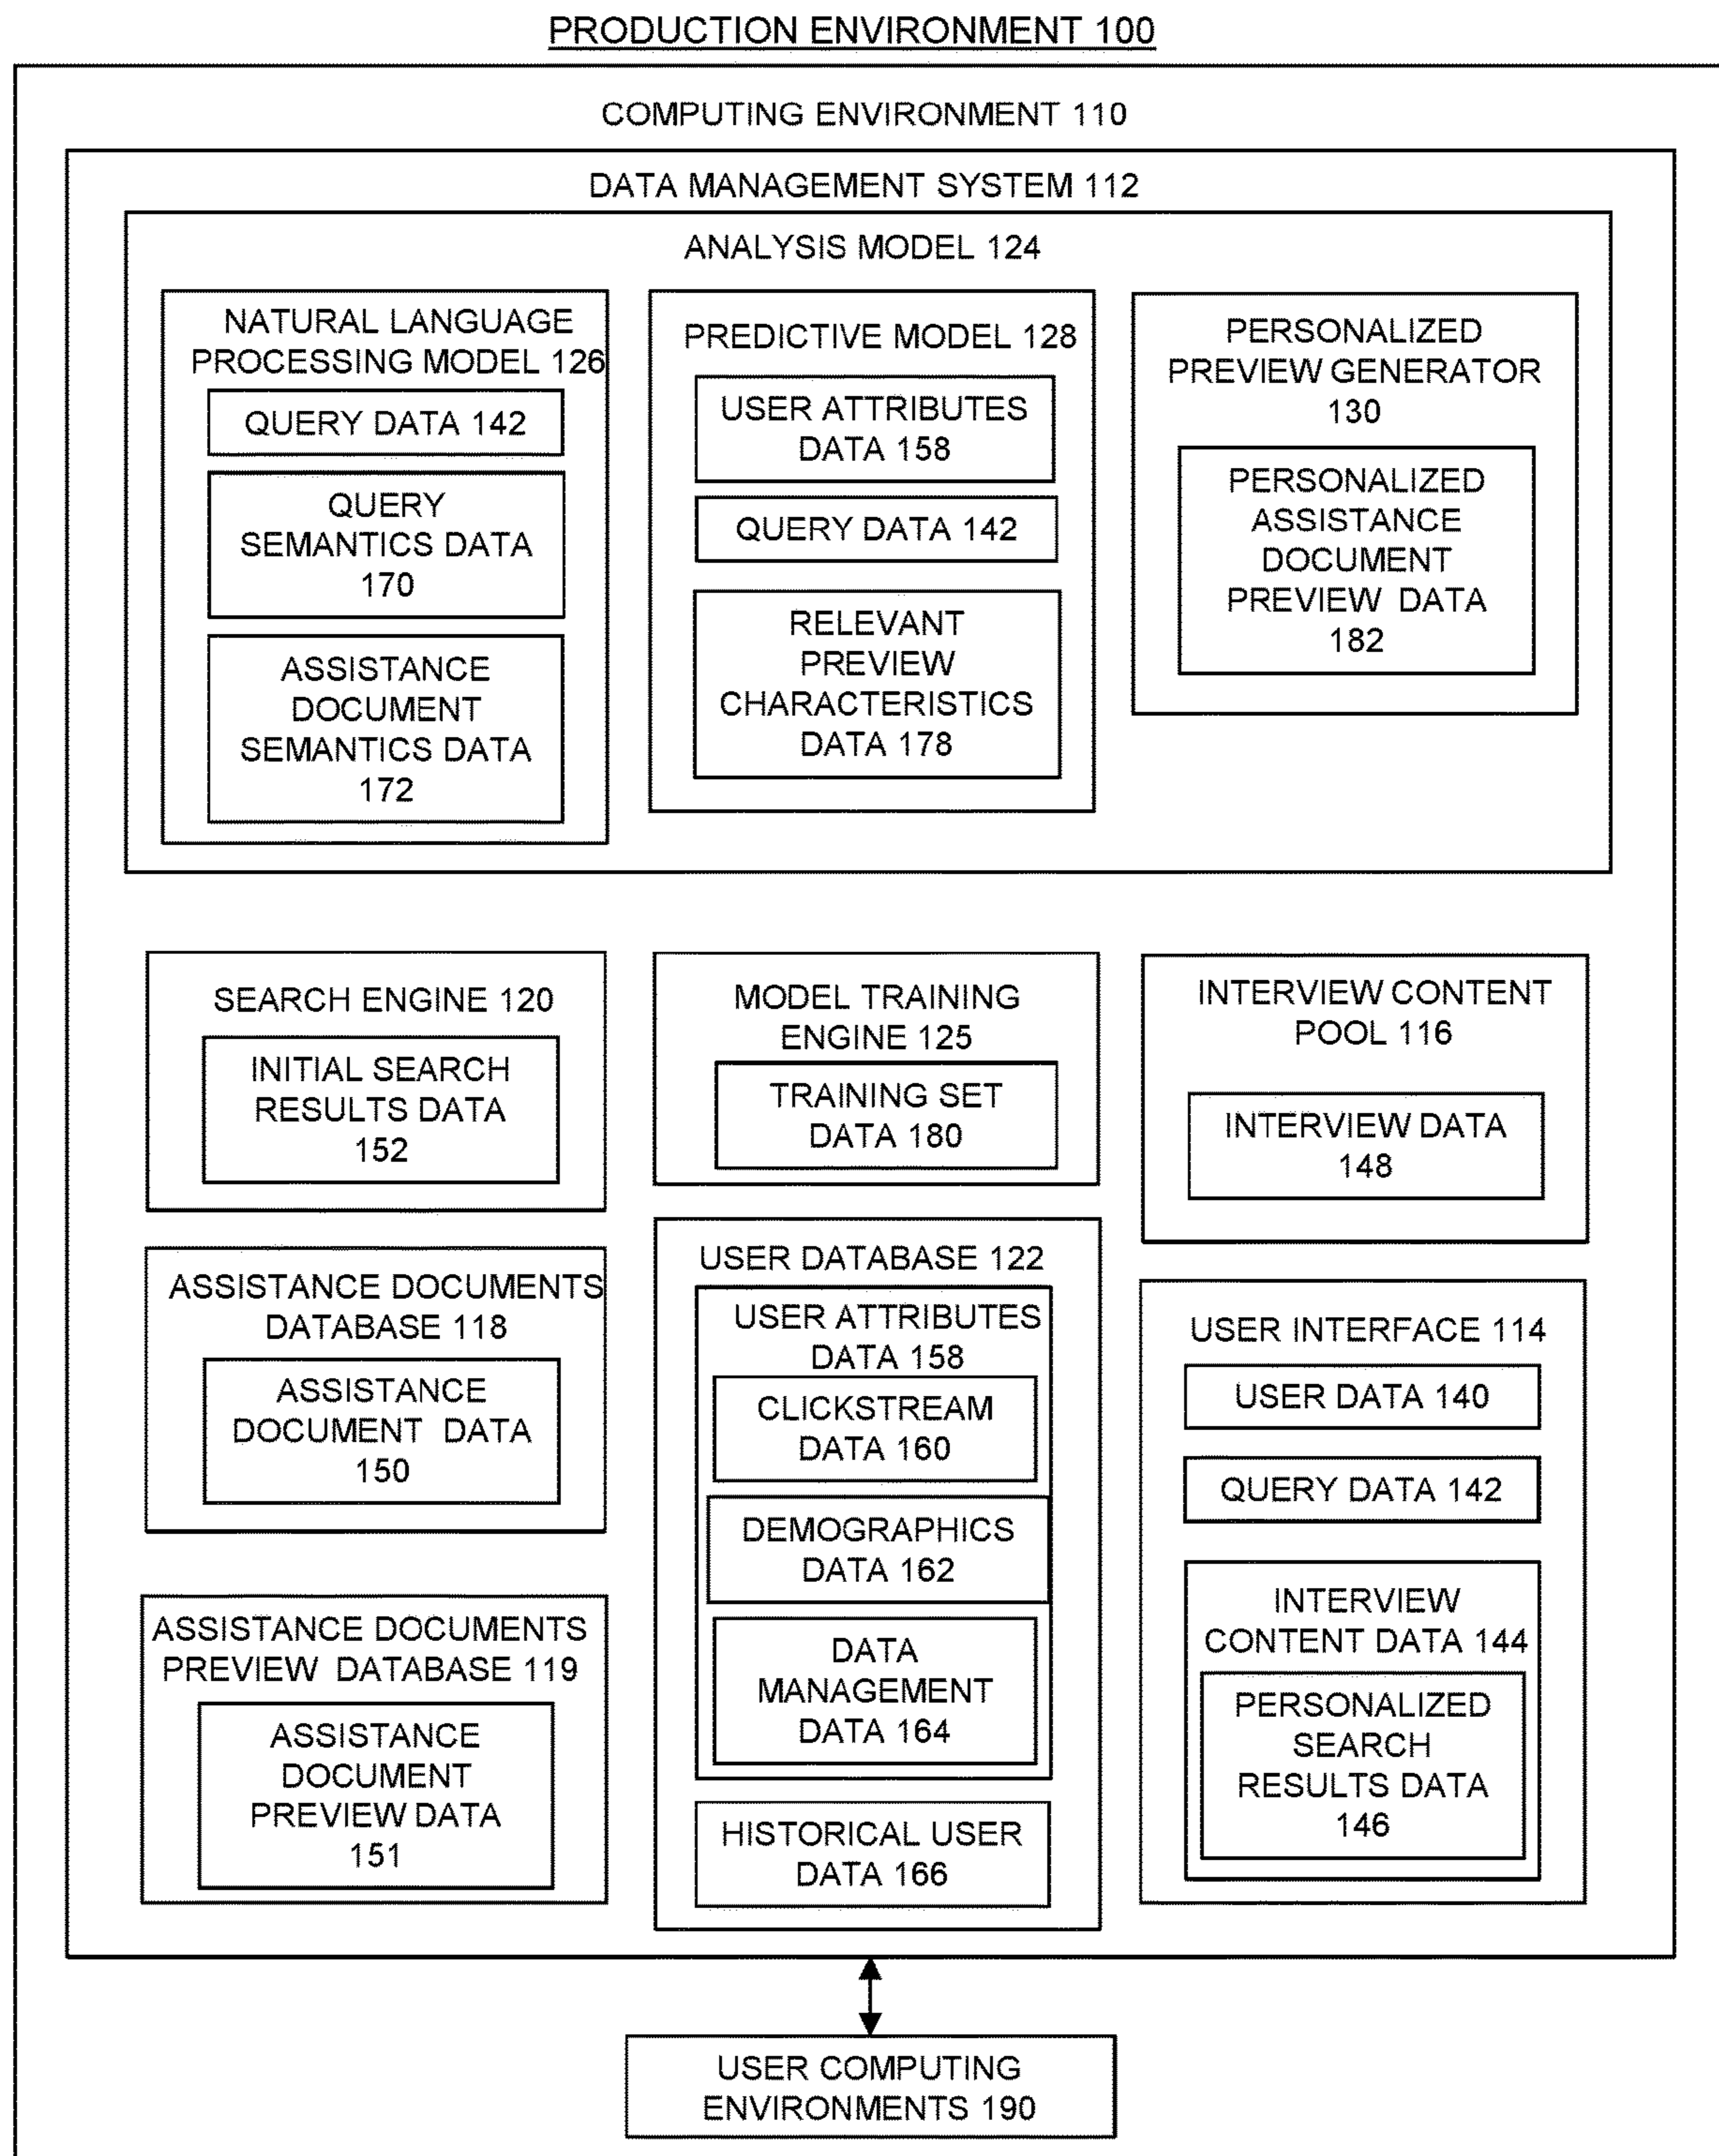 PRODUCTION ENVIRONMENT 100
COMPUTING ENVIRONMENT 110
DATA MANAGEMENT SYSTEM 112
ANALYSIS MODEL 124
NATURAL LANGUAGE
PROCESSING MODEL 126
QUERY DATA 142
QUERY
SEMANTICS DATA
170
ASSISTANCE
DOCUMENT
SEMANTICS DATA
172
PREDICTIVE MODEL 128
USER ATTRIBUTES
DATA 158
QUERY DATA 142
RELEVANT
PREVIEW
CHARACTERISTICS
DATA 178
PERSONALIZED
PREVIEW GENERATOR
130
PERSONALIZED
ASSISTANCE
DOCUMENT
PREVIEW DATA
182
SEARCH ENGINE 120
INITIAL SEARCH
RESULTS DATA
152
MODEL TRAINING
ENGINE 125
TRAINING SET
DATA 180
INTERVIEW CONTENT
POOL 116
INTERVIEW DATA
148
ASSISTANCE DOCUMENTS
DATABASE 118
ASSISTANCE
DOCUMENT DATA
150
ASSISTANCE DOCUMENTS
PREVIEW DATABASE 119
ASSISTANCE
DOCUMENT
PREVIEW DATA
151
USER DATABASE 122
USER ATTRIBUTES
DATA 158
CLICKSTREAM
DATA 160
DEMOGRAPHICS
DATA 162
DATA
MANAGEMENT
DATA 164
HISTORICAL USER
DATA 166
USER INTERFACE 114
USER DATA 140
QUERY DATA 142
INTERVIEW
CONTENT DATA 144
PERSONALIZED
SEARCH
RESULTS DATA
146
USER COMPUTING
ENVIRONMENTS 190